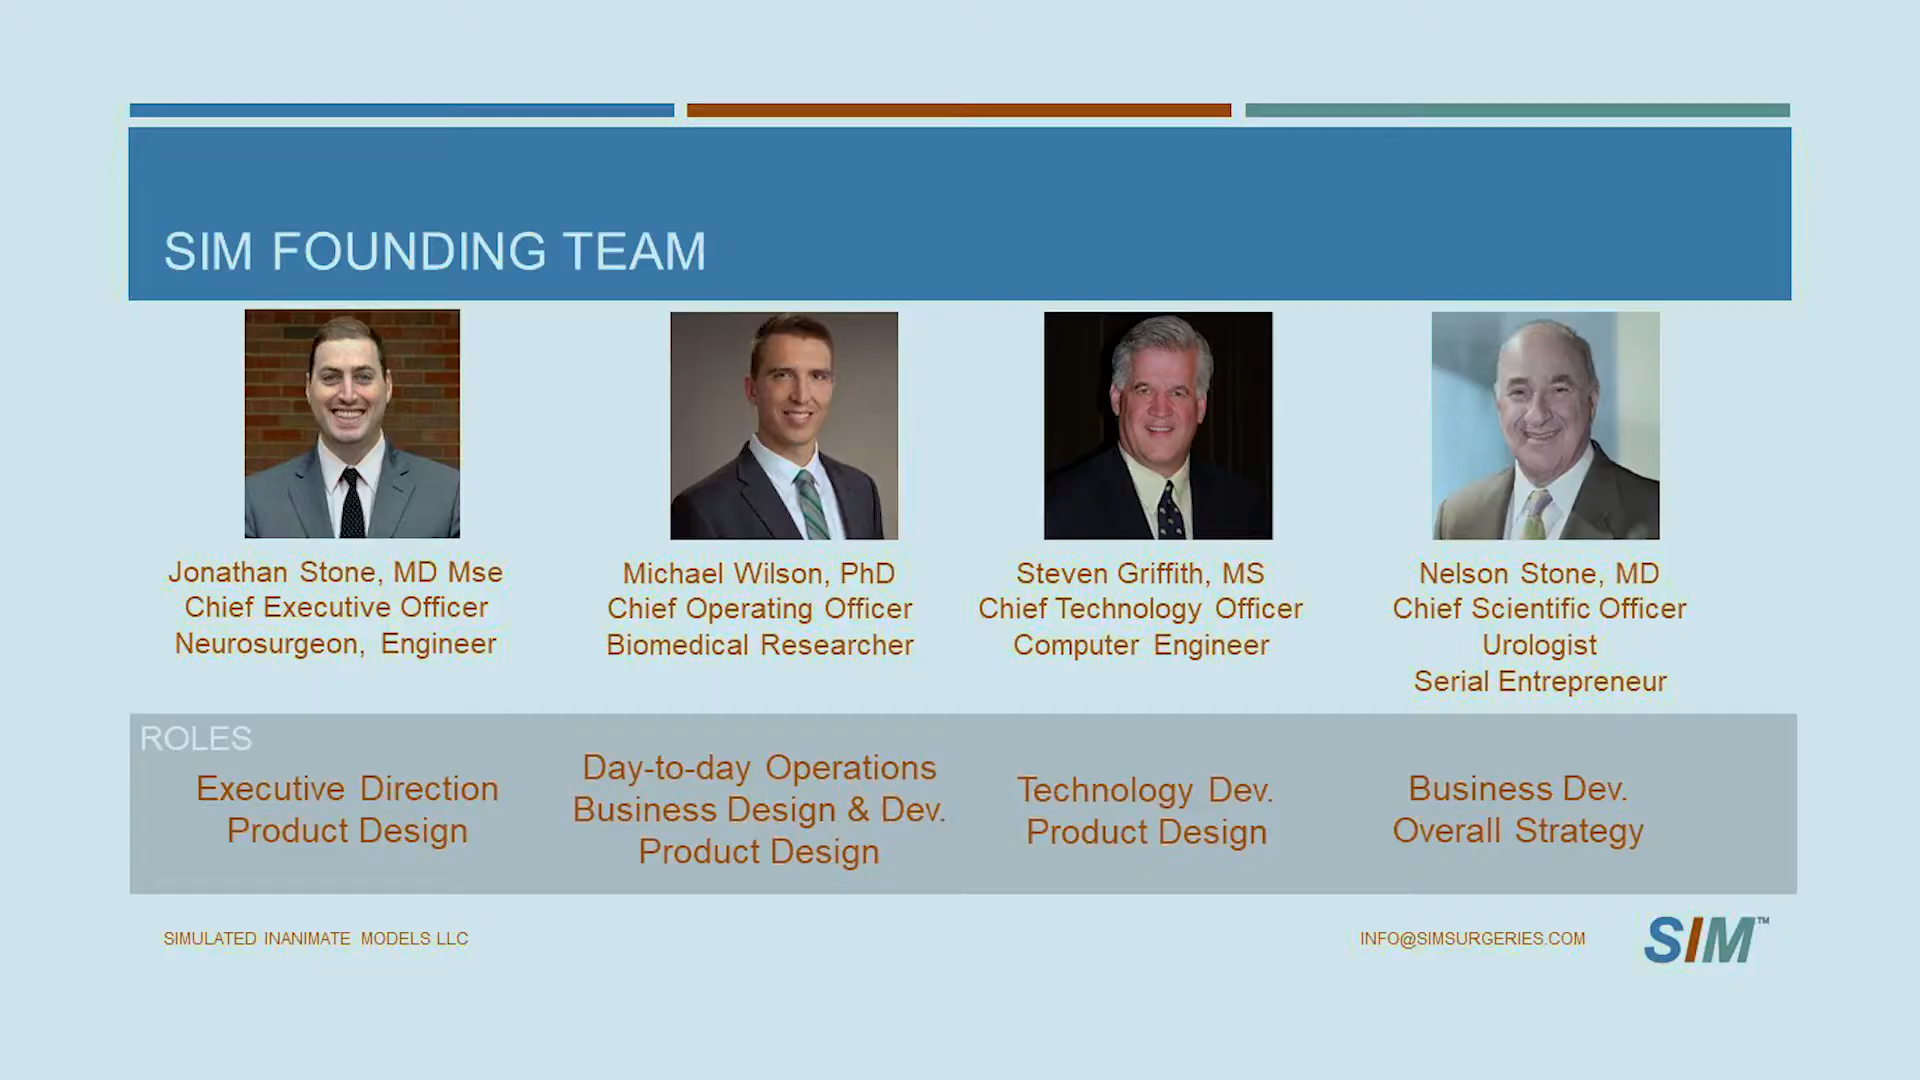 SIM FOUNDING TEAM
Jonathan Stone, MD Mse
Chief Executive Officer
Neurosurgeon, Engineer
Michael Wilson, PhD
Chief Operating Officer
Biomedical Researcher
Steven Griffith, MS
Chief Technology Officer
Computer Engineer
Nelson Stone, MD
Chief Scientific Officer
Urologist
Serial Entrepreneur
ROLES
Executive Direction
Product Design
Day-to-day Operations
Business Design & Dev.
Product Design
Technology Dev.
Product Design
Business Dev.
Overall Strategy
SIMULATED INANIMATE MODELS LLC
INFO@SIMSURGERIES.COM
SIM™